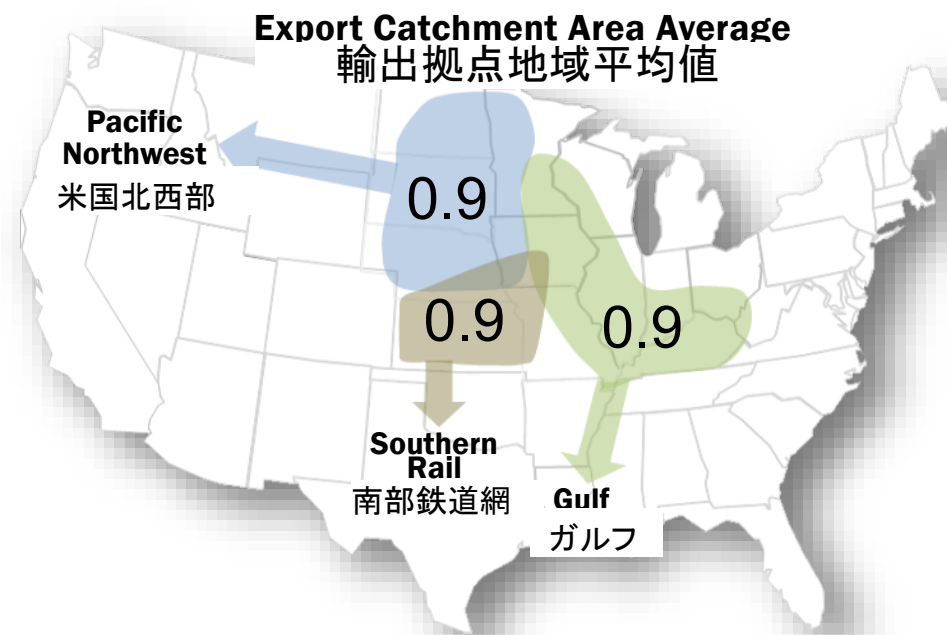 Export Catchment Area Average
輸出拠点地域平均値
Pacific
Northwest
米国北西部
0.9
0.9
0.9
Southern
Rail
南部鉄道網
Gulf
ガルフ